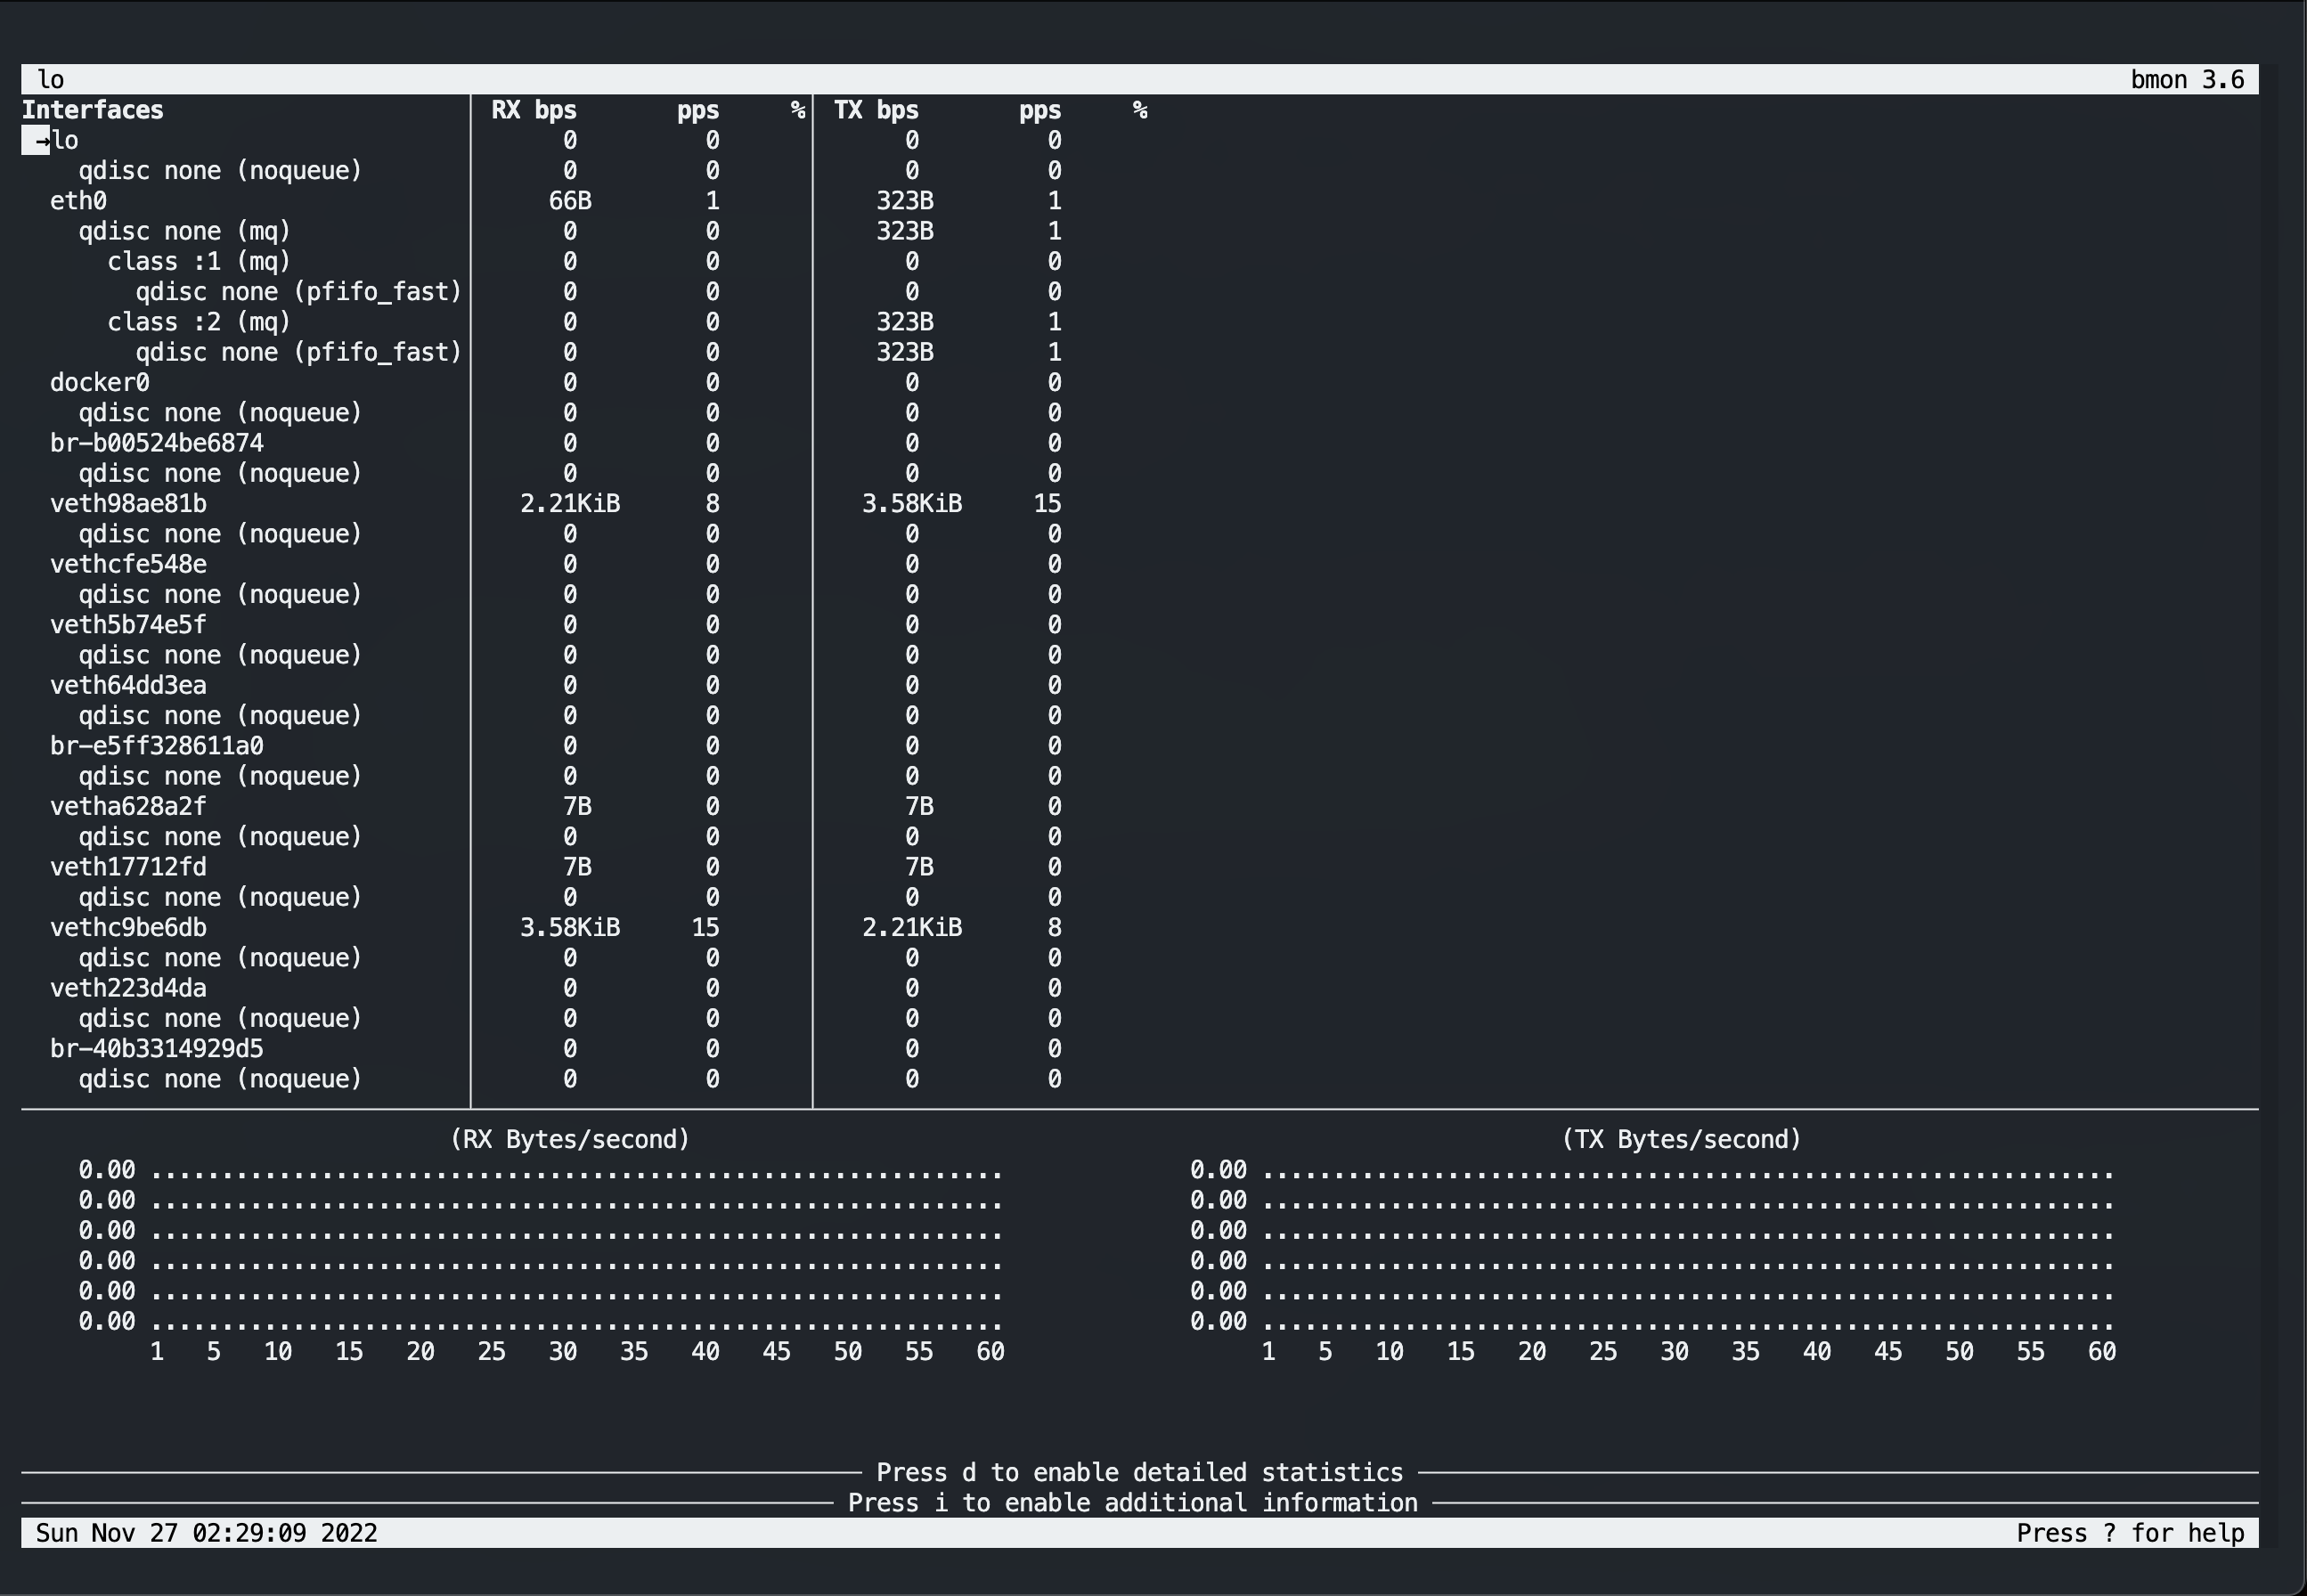 lo bmon 3.6
Interfaces RX bps pps % TX bps pps %
→lo 0 0 0 0
qdisc none (noqueue) 0 0 0 0
eth0 66B 1 323B 1
qdisc none (mq) 0 0 323B 1
class :1 (mq) 0 0 0 0
qdisc none (pfifo_fast) 0 0 0 0
class :2 (mq) 0 0 323B 1
qdisc none (pfifo_fast) 0 0 323B 1
docker0 0 0 0 0
qdisc none (noqueue) 0 0 0 0
br-b00524be6874 0 0 0 0
qdisc none (noqueue) 0 0 0 0
veth98ae81b 2.21KiB 8 3.58KiB 15
qdisc none (noqueue) 0 0 0 0
vethcfe548e 0 0 0 0
qdisc none (noqueue) 0 0 0 0
veth5b74e5f 0 0 0 0
qdisc none (noqueue) 0 0 0 0
veth64dd3ea 0 0 0 0
qdisc none (noqueue) 0 0 0 0
br-e5ff328611a0 0 0 0 0
qdisc none (noqueue) 0 0 0 0
vetha628a2f 7B 0 7B 0
qdisc none (noqueue) 0 0 0 0
veth17712fd 7B 0 7B 0
qdisc none (noqueue) 0 0 0 0
vethc9be6db 3.58KiB 15 2.21KiB 8
qdisc none (noqueue) 0 0 0 0
veth223d4da 0 0 0 0
qdisc none (noqueue) 0 0 0 0
br-40b3314929d5 0 0 0 0
qdisc none (noqueue) 0 0 0 0
(RX Bytes/second) (TX Bytes/second)
0.00 ............................................................ 0.00 ............................................................
0.00 ............................................................ 0.00 ............................................................
0.00 ............................................................ 0.00 ............................................................
0.00 ............................................................ 0.00 ............................................................
0.00 ............................................................ 0.00 ............................................................
0.00 ............................................................ 0.00 ............................................................
1 5 10 15 20 25 30 35 40 45 50 55 60 1 5 10 15 20 25 30 35 40 45 50 55 60
Press d to enable detailed statistics
Press i to enable additional information
Sun Nov 27 02:29:09 2022 Press ? for help